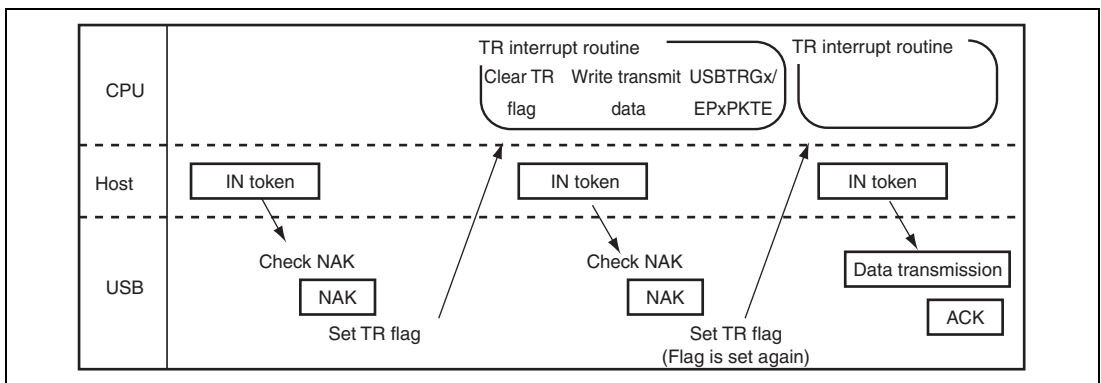 TR interrupt routine
TR interrupt routine
CPU
Clear TR Write transmit USBTRGx/
flag data EPxPKTE
Host
IN token
IN token
IN token
USB
Check NAK
Check NAK
Data transmission
NAK
NAK
ACK
Set TR flag
Set TR flag
(Flag is set again)